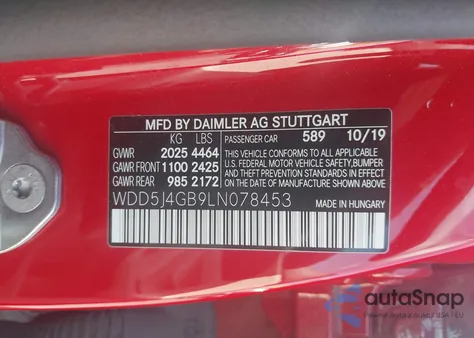 MFD BY DAIMLER AG STUTTGART
KG LBS PASSENGER CAR 589 10/19
GVWR 2025 4464 THIS VEHICLE CONFORMS TO ALL APPLICABLE
GAWR FRONT 1100 2425 U.S. FEDERAL MOTOR VEHICLE SAFETY, BUMPER
GAWR REAR 985 2172 AND THEFT PREVENTION STANDARDS IN EFFECT
ON THE DATE OF MANUFACTURE SHOWN ABOVE.
WDD5J4GB9LN078453 MADE IN HUNGARY
autoSnap